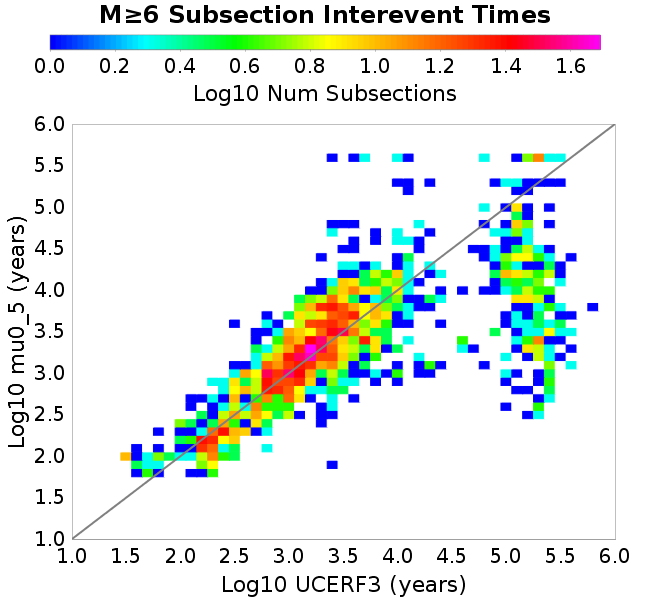 M≥6 Subsection Interevent Times
0.0 0.2 0.4 0.6 0.8 1.0 1.2 1.4 1.6
Log10 Num Subsections
6.0
5.5
5.0
4.5
4.0
3.5
3.0
2.5
2.0
1.5
1.0
Log10 mu0_5 (years)
1.0 1.5 2.0 2.5 3.0 3.5 4.0 4.5 5.0 5.5 6.0
Log10 UCERF3 (years)